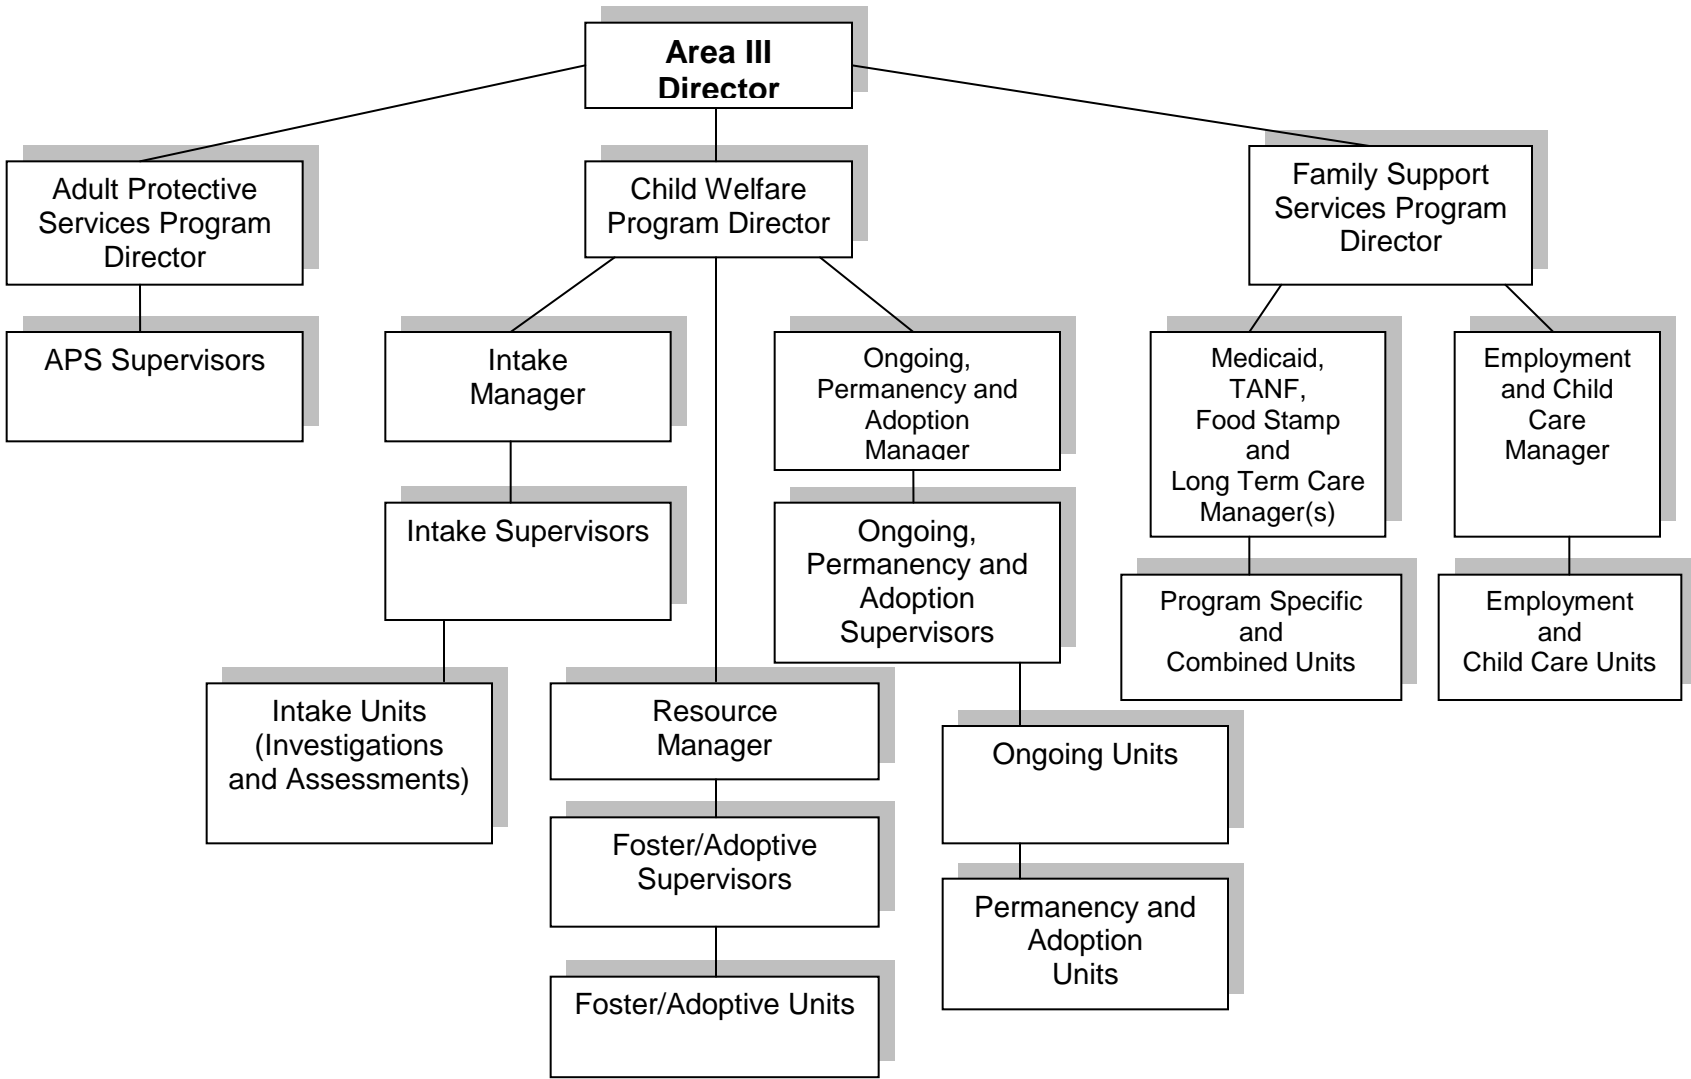 Area III
Director
Adult Protective
Services Program
Director
Child Welfare
Program Director
Family Support
Services Program
Director
APS Supervisors
Intake
Manager
Ongoing,
Permanency and
Adoption
Manager
Medicaid,
TANF,
Food Stamp
and
Long Term Care
Manager(s)
Employment
and Child
Care
Manager
Intake Supervisors
Ongoing,
Permanency and
Adoption
Supervisors
Program Specific
and
Combined Units
Employment
and
Child Care Units
Intake Units
(Investigations
and Assessments)
Resource
Manager
Ongoing Units
Foster/Adoptive
Supervisors
Permanency and
Adoption
Units
Foster/Adoptive Units